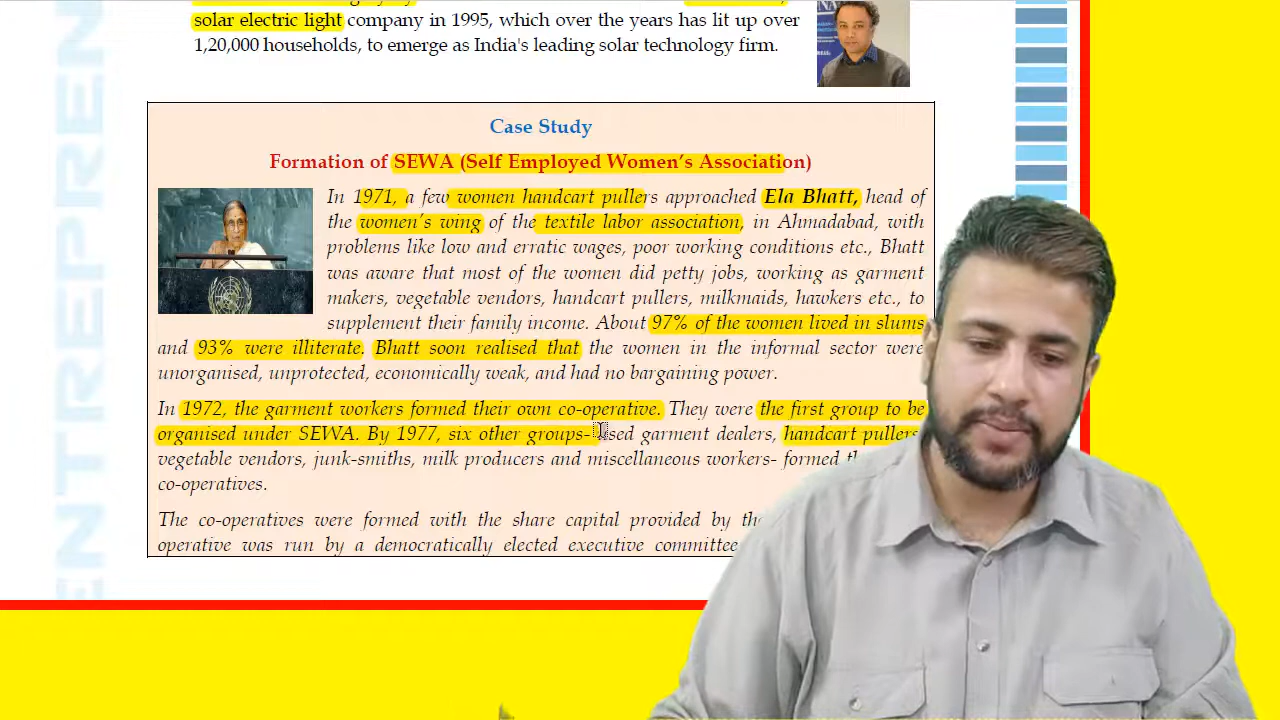 solar electric light company in 1995, which over the years has lit up over
1,20,000 households, to emerge as India's leading solar technology firm.
Case Study
Formation of SEWA (Self Employed Women's Association)
In 1971, a few women handcart pullers approached Ela Bhatt, head of
the women's wing of the textile labor association, in Ahmadabad, with
problems like low and erratic wages, poor working conditions etc., Bhatt
was aware that most of the women did petty jobs, working as garment
makers, vegetable vendors, handcart pullers, milkmaids, hawkers etc., to
supplement their family income. About 97% of the women lived in slums
and 93% were illiterate. Bhatt soon realised that the women in the informal sector were
unorganised, unprotected, economically weak, and had no bargaining power.
In 1972, the garment workers formed their own co-operative. They were the first group to be
organised under SEWA. By 1977, six other groups- used garment dealers, handcart pullers,
vegetable vendors, junk-smiths, milk producers and miscellaneous workers- formed
co-operatives.
The co-operatives were formed with the share capital provided by
operative was run by a democratically elected executive committee
ENTREPREN